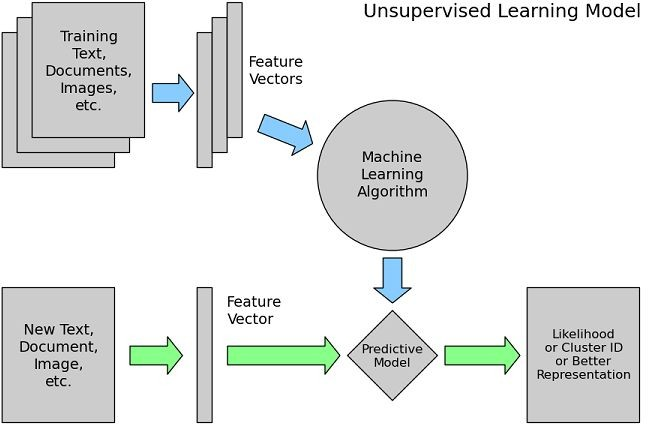 Unsupervised Learning Model
Training
Text,
Documents,
Images,
etc.
Feature
Vectors
Machine
Learning
Algorithm
New Text,
Document,
Image,
etc.
Feature
Vector
Predictive
Model
Likelihood
or Cluster ID
or Better
Representation